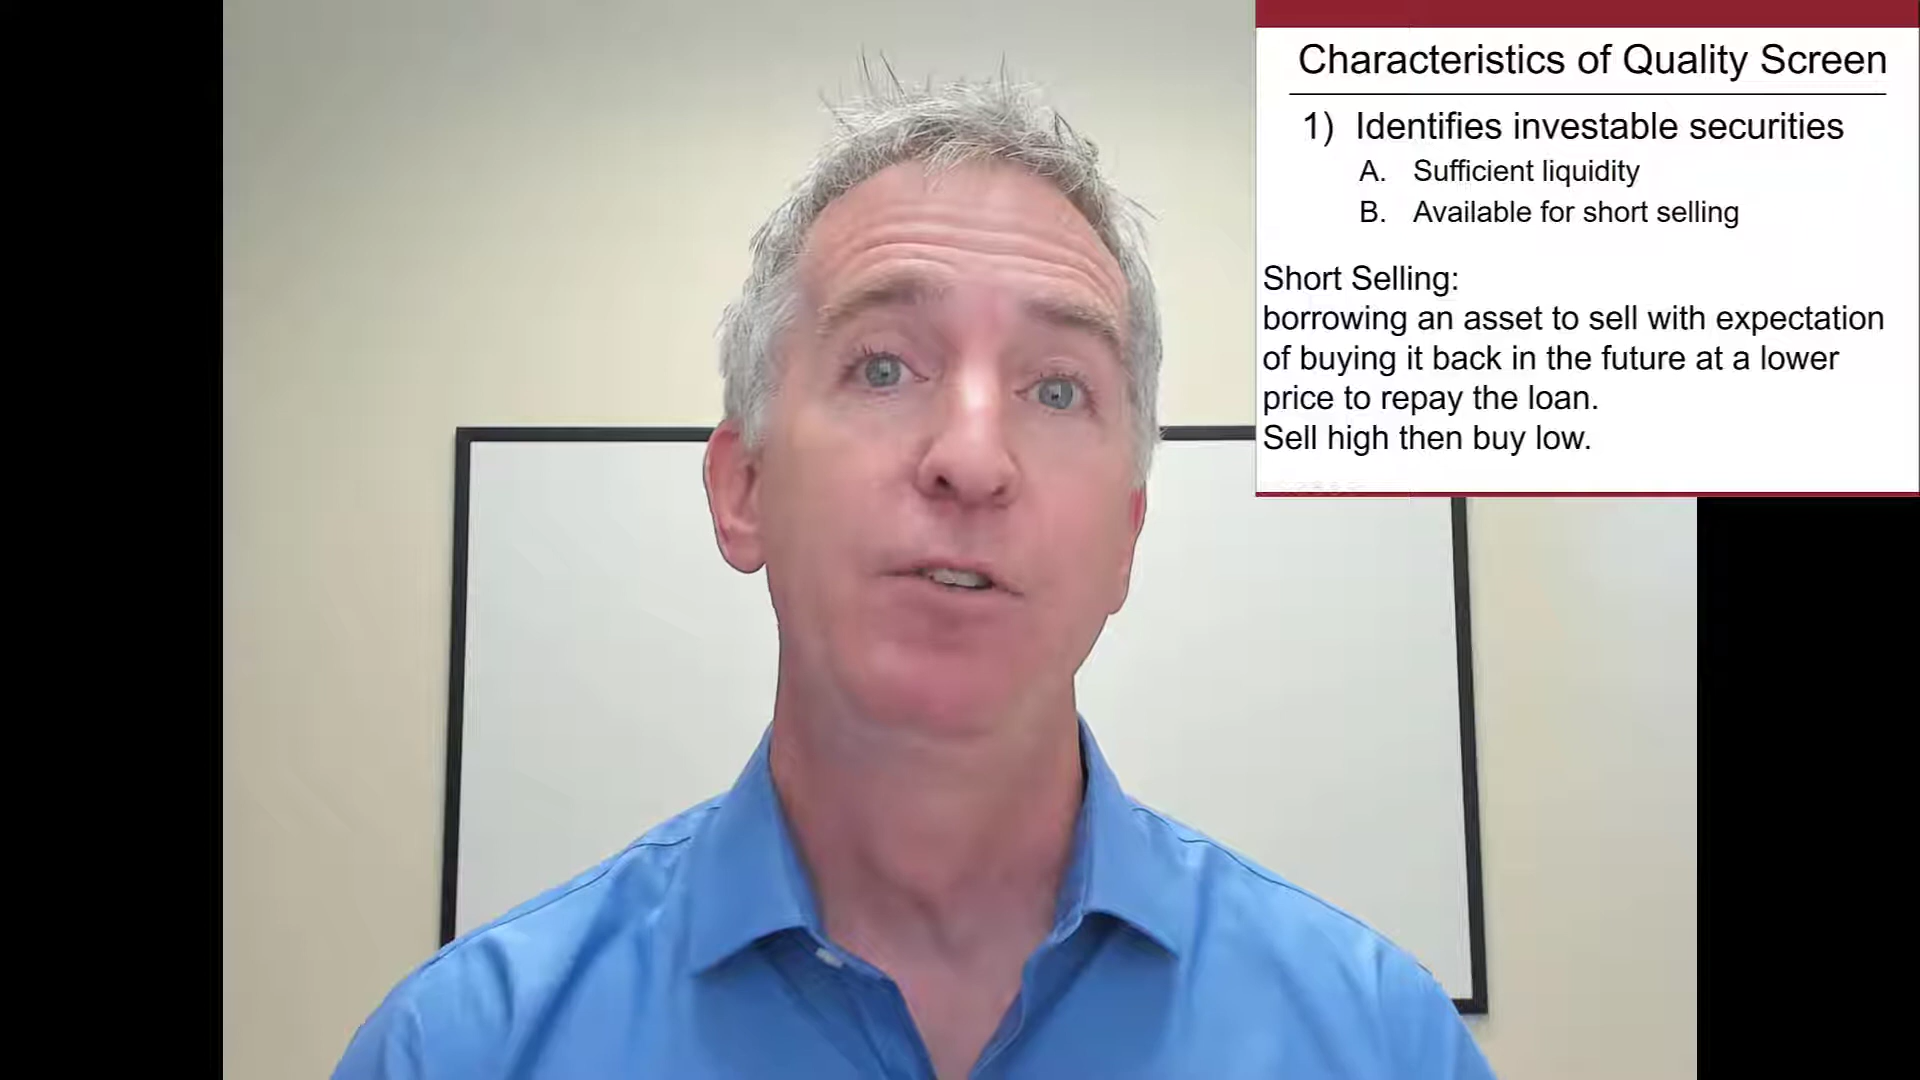 Characteristics of Quality Screen
1) Identifies investable securities
A. Sufficient liquidity
B. Available for short selling
Short Selling:
borrowing an asset to sell with expectation
of buying it back in the future at a lower
price to repay the loan.
Sell high then buy low.